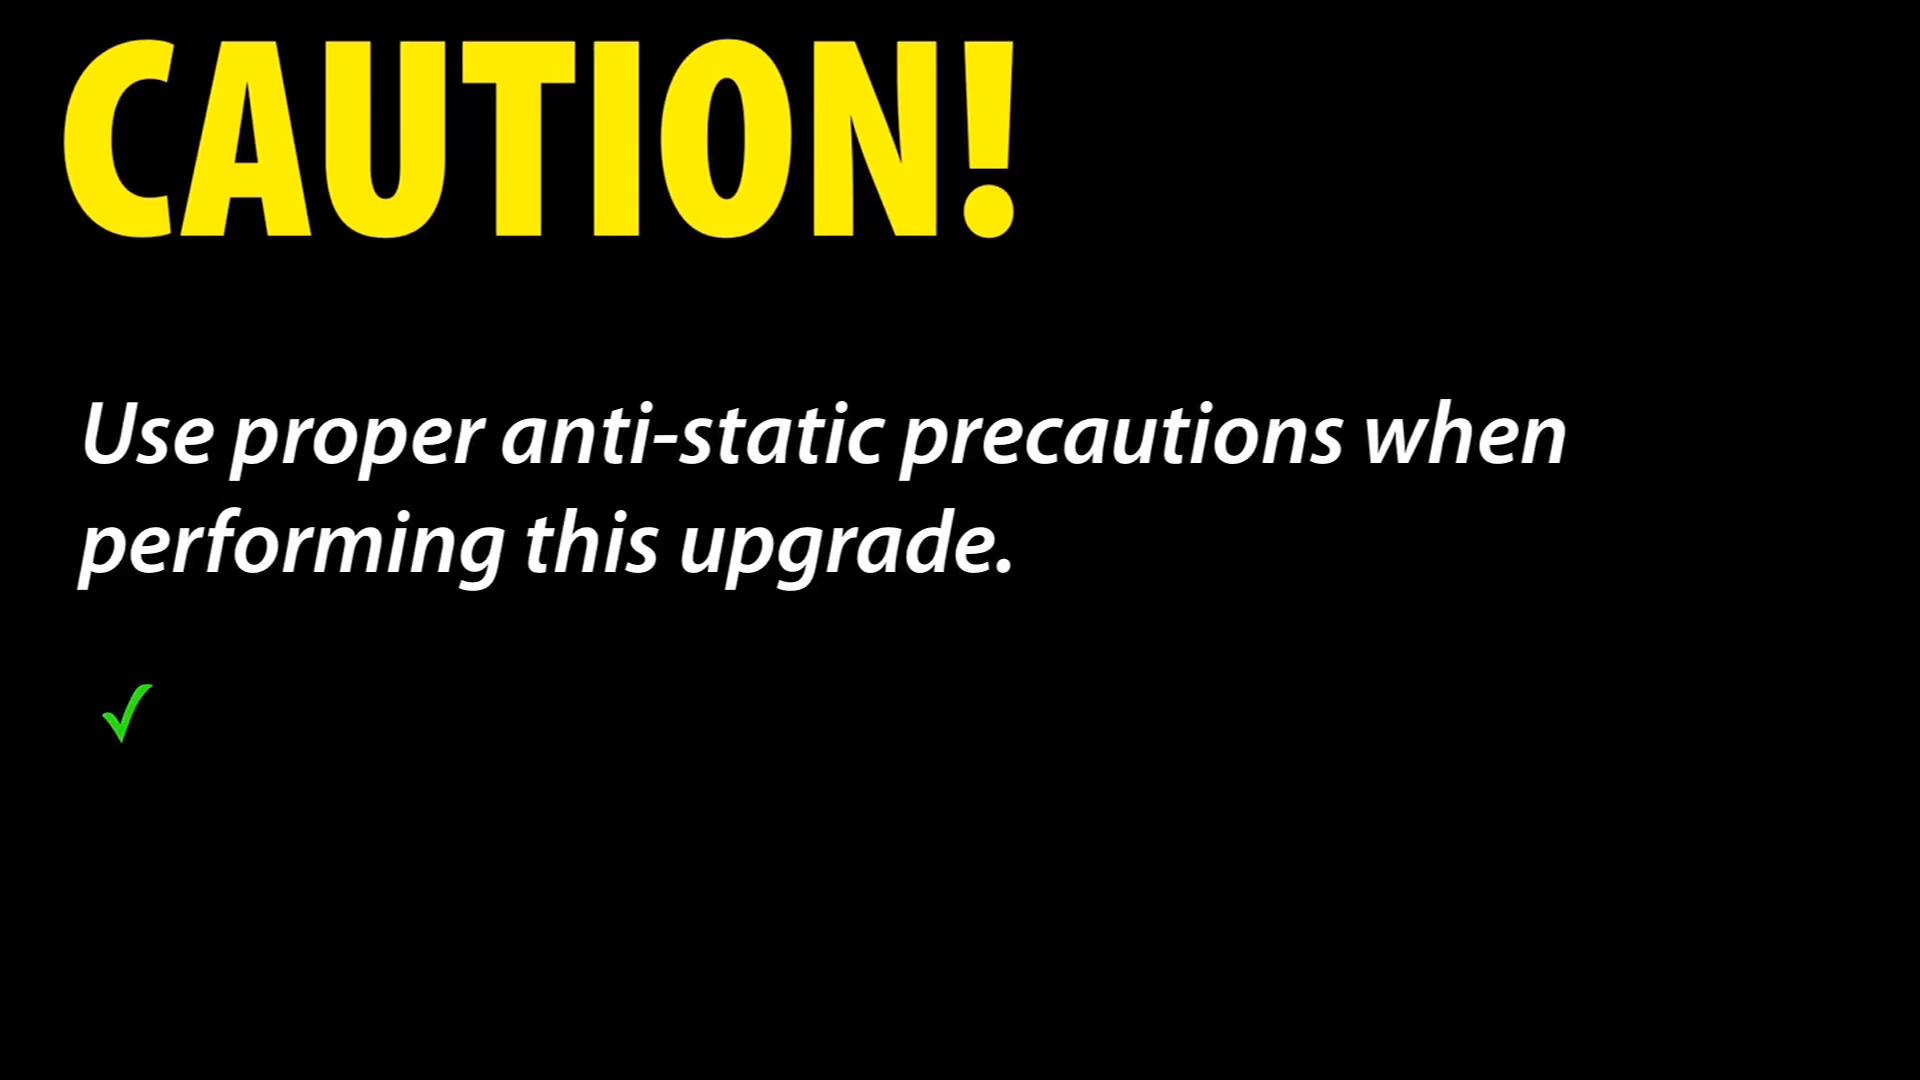 CAUTION!
Use proper anti-static precautions when
performing this upgrade.
✓